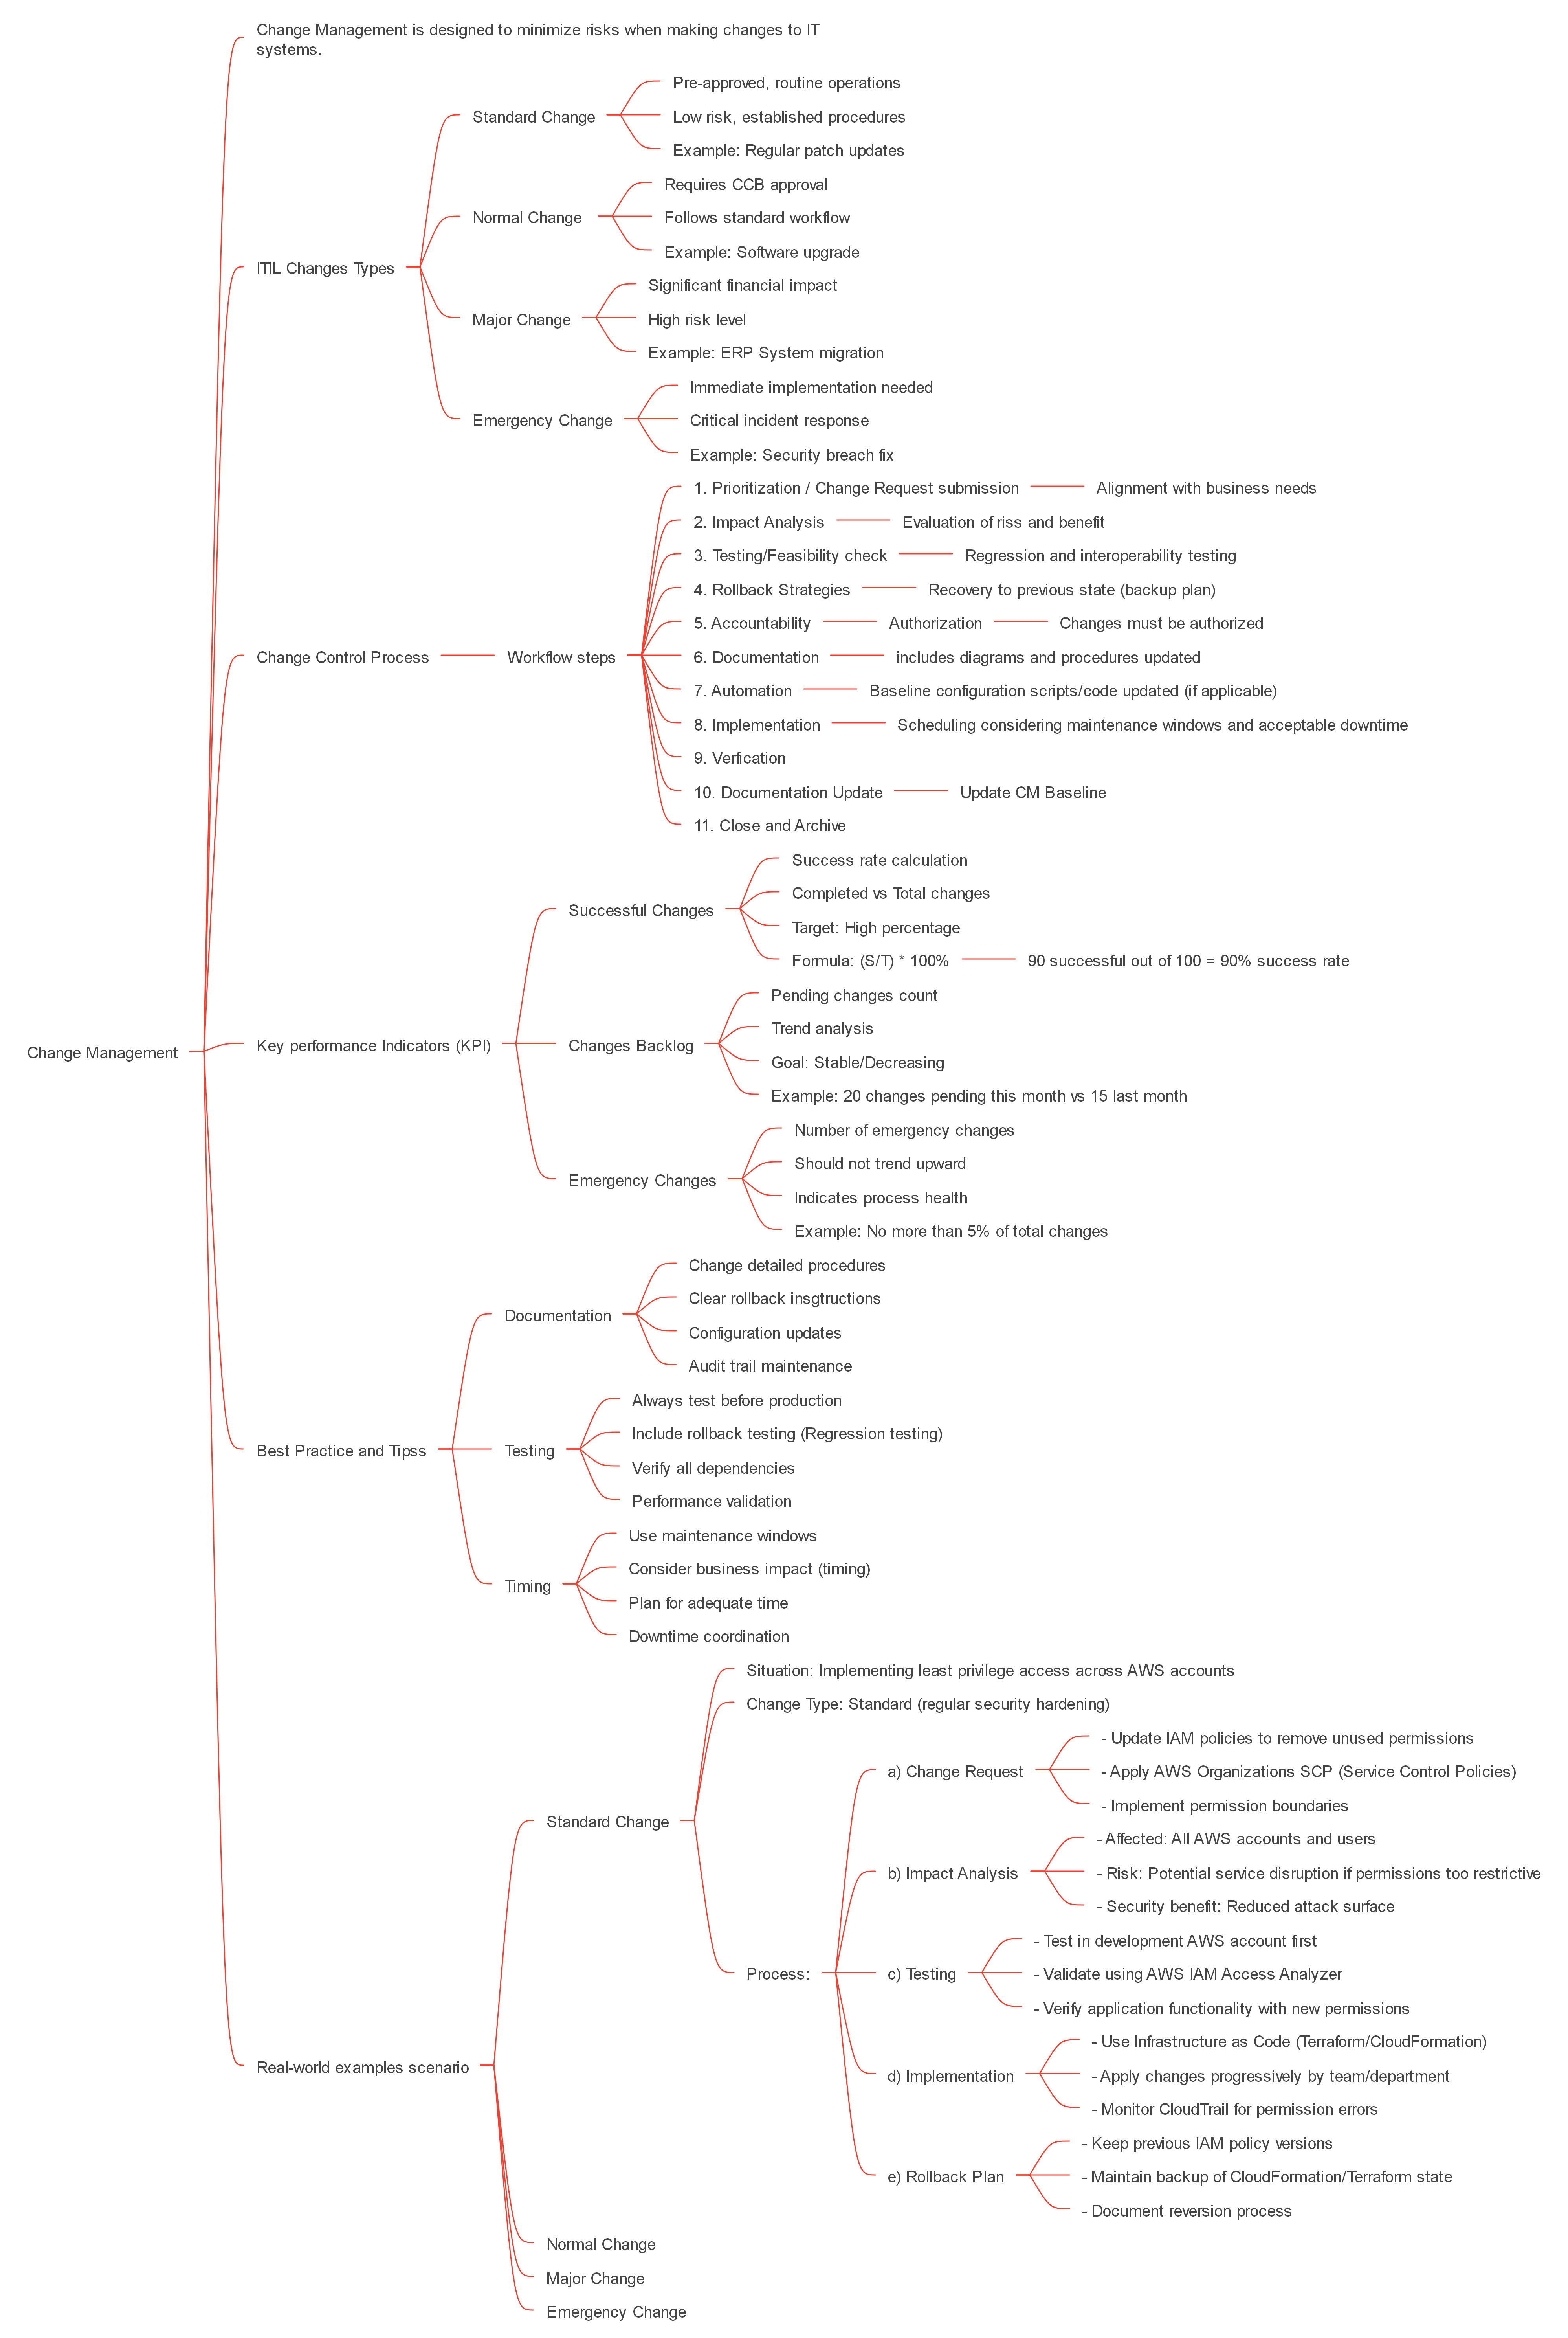 Change Management is designed to minimize risks when making changes to IT
systems.
Pre-approved, routine operations
Standard Change
Low risk, established procedures
Example: Regular patch updates
Requires CCB approval
Normal Change
Follows standard workflow
Example: Software upgrade
ITIL Changes Types
Significant financial impact
Major Change
High risk level
Example: ERP System migration
Immediate implementation needed
Emergency Change
Critical incident response
Example: Security breach fix
1. Prioritization / Change Request submission
Alignment with business needs
2. Impact Analysis
Evaluation of riss and benefit
3. Testing/Feasibility check
Regression and interoperability testing
4. Rollback Strategies
Recovery to previous state (backup plan)
5. Accountability
Authorization
Changes must be authorized
Change Control Process
Workflow steps
6. Documentation
includes diagrams and procedures updated
7. Automation
Baseline configuration scripts/code updated (if applicable)
8. Implementation
Scheduling considering maintenance windows and acceptable downtime
9. Verfication
10. Documentation Update
Update CM Baseline
11. Close and Archive
Success rate calculation
Successful Changes
Completed vs Total changes
Target: High percentage
Formula: (S/T) * 100%
90 successful out of 100 = 90% success rate
Pending changes count
Trend analysis
Change Management
Key performance Indicators (KPI)
Changes Backlog
Goal: Stable/Decreasing
Example: 20 changes pending this month vs 15 last month
Number of emergency changes
Should not trend upward
Emergency Changes
Indicates process health
Example: No more than 5% of total changes
Change detailed procedures
Clear rollback insgtructions
Documentation
Configuration updates
Audit trail maintenance
Always test before production
Include rollback testing (Regression testing)
Best Practice and Tipss
Testing
Verify all dependencies
Performance validation
Use maintenance windows
Consider business impact (timing)
Timing
Plan for adequate time
Downtime coordination
Situation: Implementing least privilege access across AWS accounts
Change Type: Standard (regular security hardening)
Standard Change
- Update IAM policies to remove unused permissions
a) Change Request
- Apply AWS Organizations SCP (Service Control Policies)
- Implement permission boundaries
- Affected: All AWS accounts and users
b) Impact Analysis
- Risk: Potential service disruption if permissions too restrictive
- Security benefit: Reduced attack surface
- Test in development AWS account first
Process:
c) Testing
- Validate using AWS IAM Access Analyzer
- Verify application functionality with new permissions
Real-world examples scenario
- Use Infrastructure as Code (Terraform/CloudFormation)
d) Implementation
- Apply changes progressively by team/department
- Monitor CloudTrail for permission errors
- Keep previous IAM policy versions
e) Rollback Plan
- Maintain backup of CloudFormation/Terraform state
- Document reversion process
Normal Change
Major Change
Emergency Change